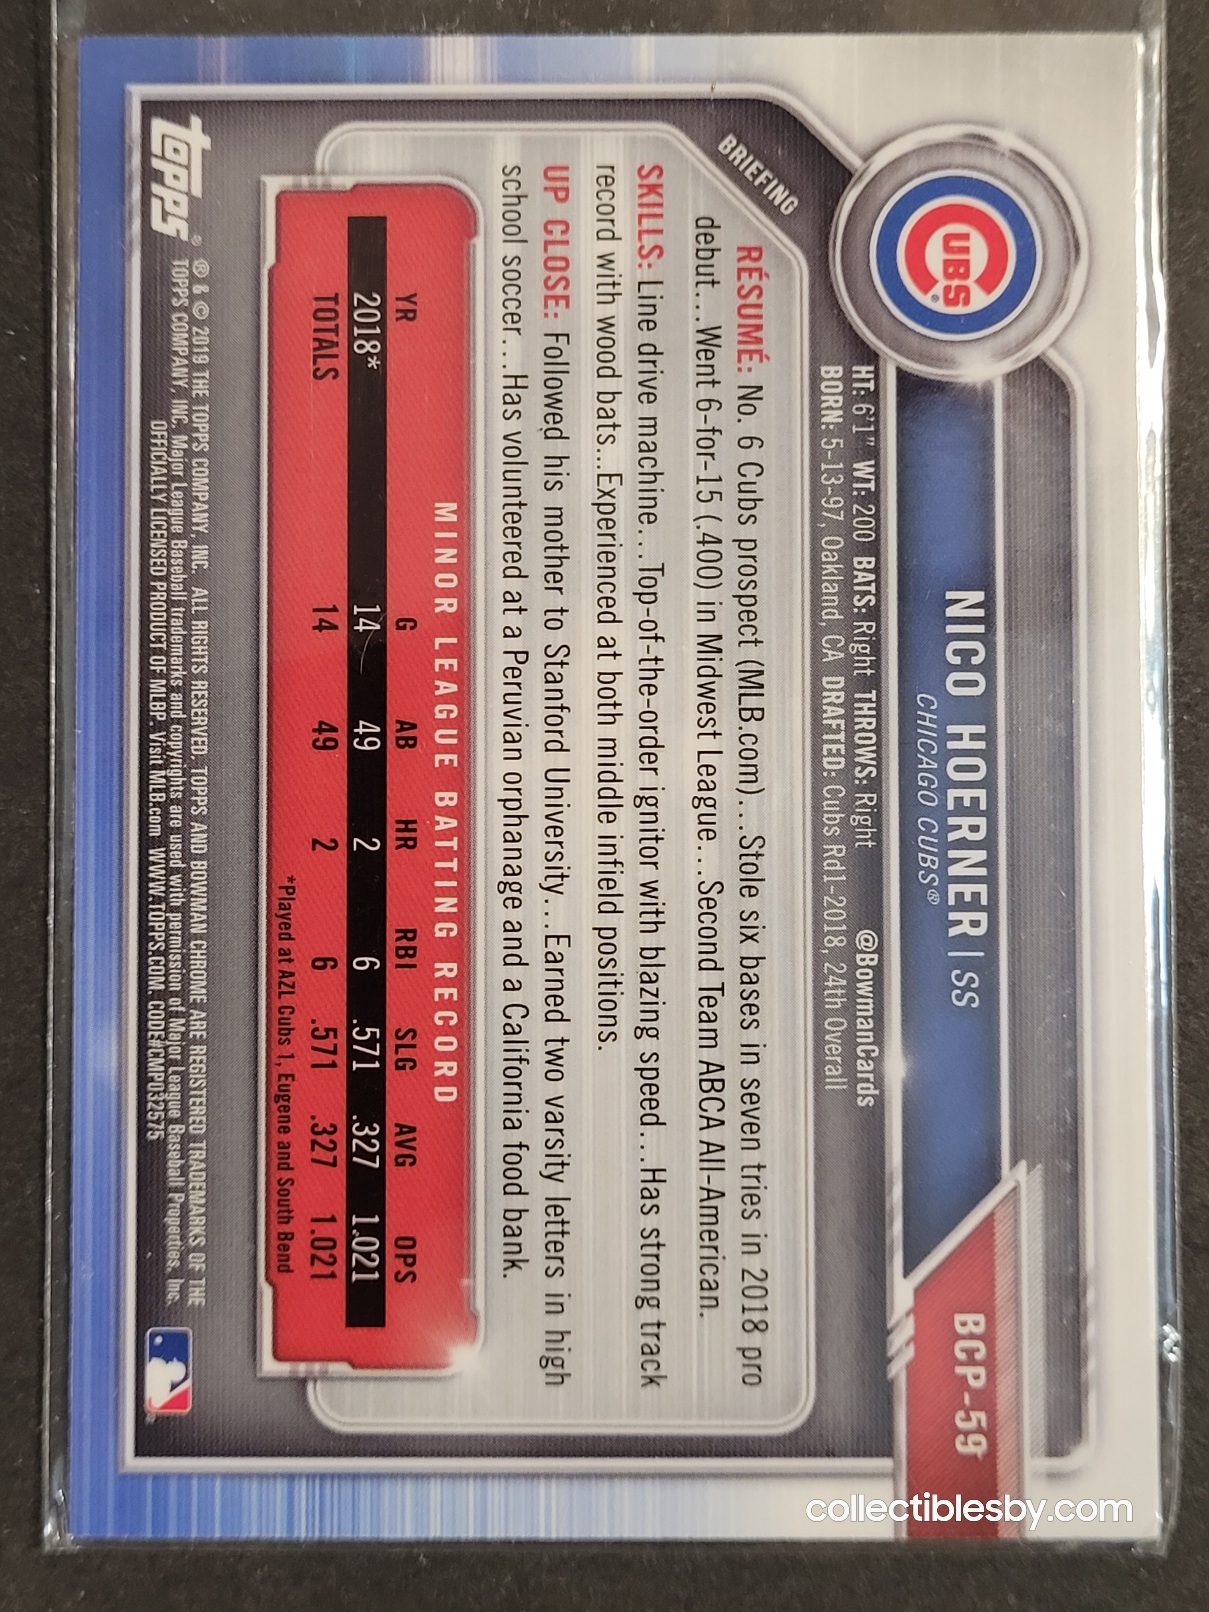 CUBS®
NICO HOERNER | SS
CHICAGO CUBS®
BCP-59
HT: 6'1" WT: 200 BATS: Right THROWS: Right @BowmanCards
BORN: 5-13-97, Oakland, CA DRAFTED: Cubs Rd1-2018, 24th Overall
BRIEFING
RÉSUMÉ: No. 6 Cubs prospect (MLB.com)...Stole six bases in seven tries in 2018 pro
debut...Went 6-for-15 (.400) in Midwest League...Second Team ABCA All-American.
SKILLS: Line drive machine...Top-of-the-order ignitor with blazing speed...Has strong track
record with wood bats...Experienced at both middle infield positions.
UP CLOSE: Followed his mother to Stanford University...Earned two varsity letters in high
school soccer...Has volunteered at a Peruvian orphanage and a California food bank.
MINOR LEAGUE BATTING RECORD
YR G AB HR RBI SLG AVG OPS
2018* 14 49 2 6 .571 .327 1.021
TOTALS 14 49 2 6 .571 .327 1.021
*Played at AZL Cubs 1, Eugene and South Bend
topps®
® & © 2019 THE TOPPS COMPANY, INC. ALL RIGHTS RESERVED. TOPPS AND BOWMAN CHROME ARE REGISTERED TRADEMARKS OF THE
TOPPS COMPANY, INC. Major League Baseball trademarks and copyrights are used with permission of Major League Baseball Properties, Inc.
OFFICIALLY LICENSED PRODUCT OF MLBP. Visit MLB.com WWW.TOPPS.COM. CODE#CMP032575
collectiblesby.com